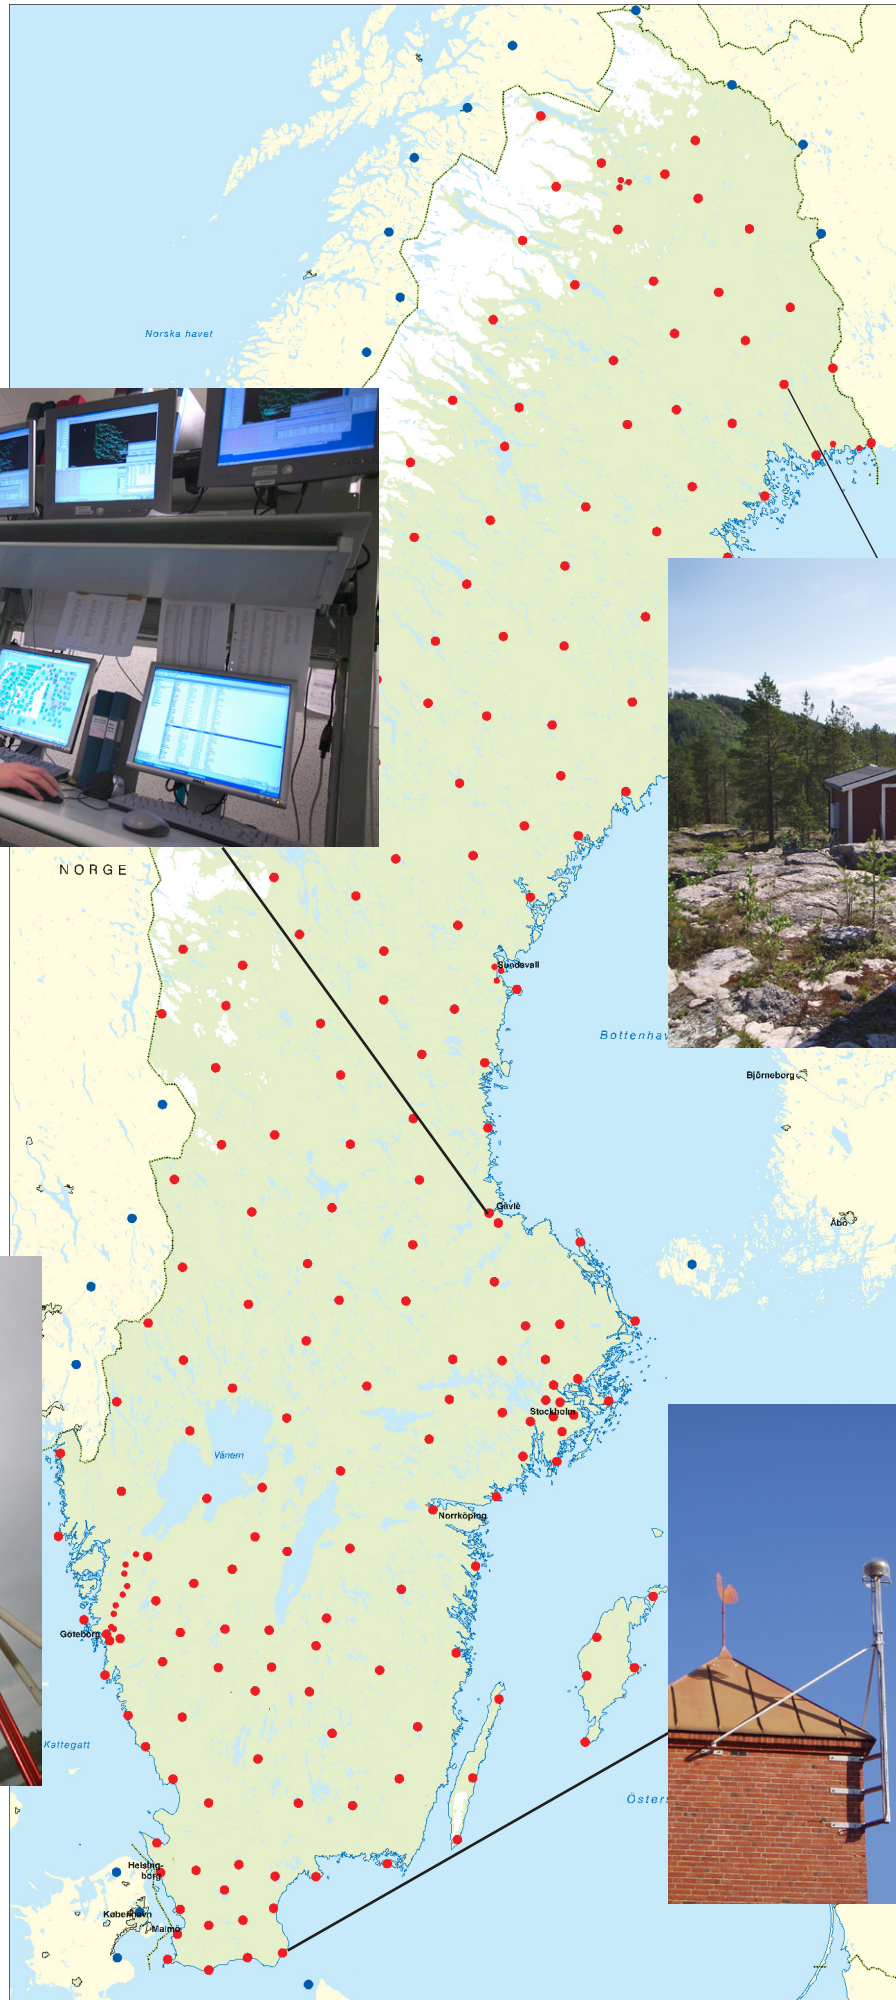 Norska havet
NORGE
Sundsvall
Bottenhav
Björneborg
Gävle
Åbo
Stockholm
Vänern
Norrköping
Göteborg
Kattegatt
Öster
Helsing-
borg
København
Malmö